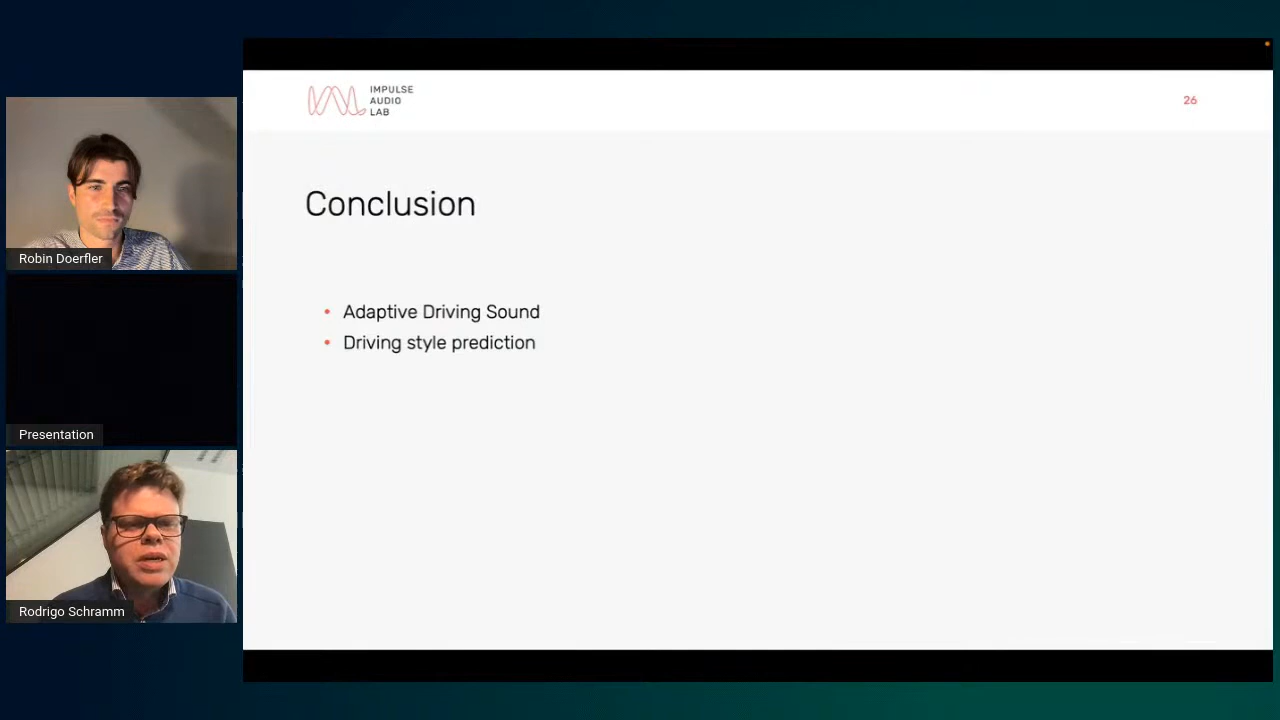 IMPULSE
AUDIO
LAB
26
Conclusion
• Adaptive Driving Sound
• Driving style prediction
Robin Doerfler
Presentation
Rodrigo Schramm